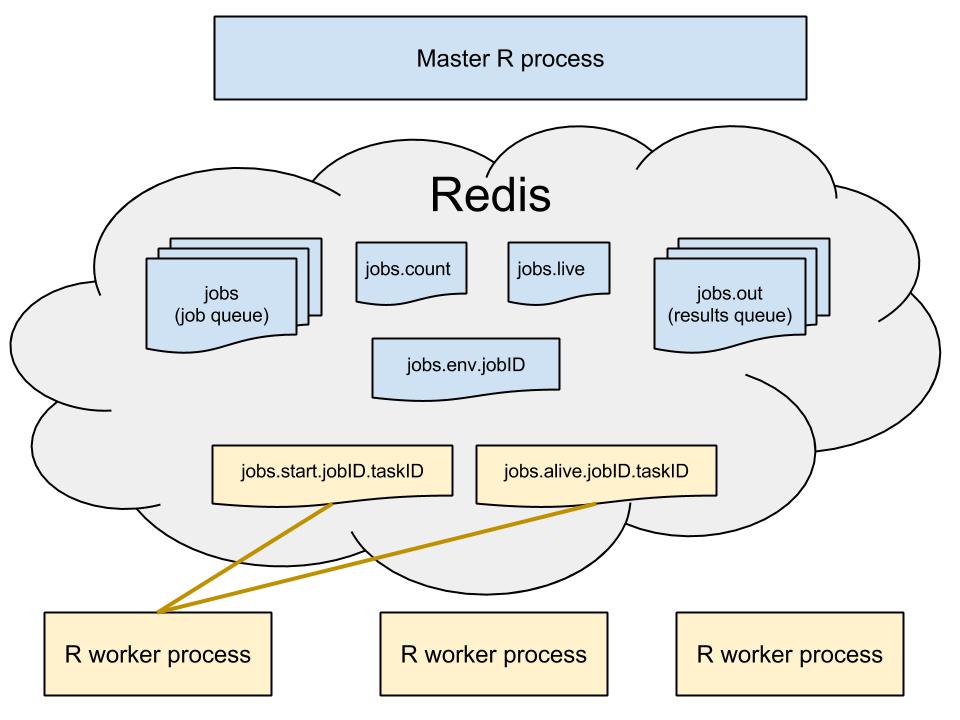 Master R process
Redis
jobs
(job queue)
jobs.count
jobs.live
jobs.out
(results queue)
jobs.env.jobID
jobs.start.jobID.taskID
jobs.alive.jobID.taskID
R worker process
R worker process
R worker process